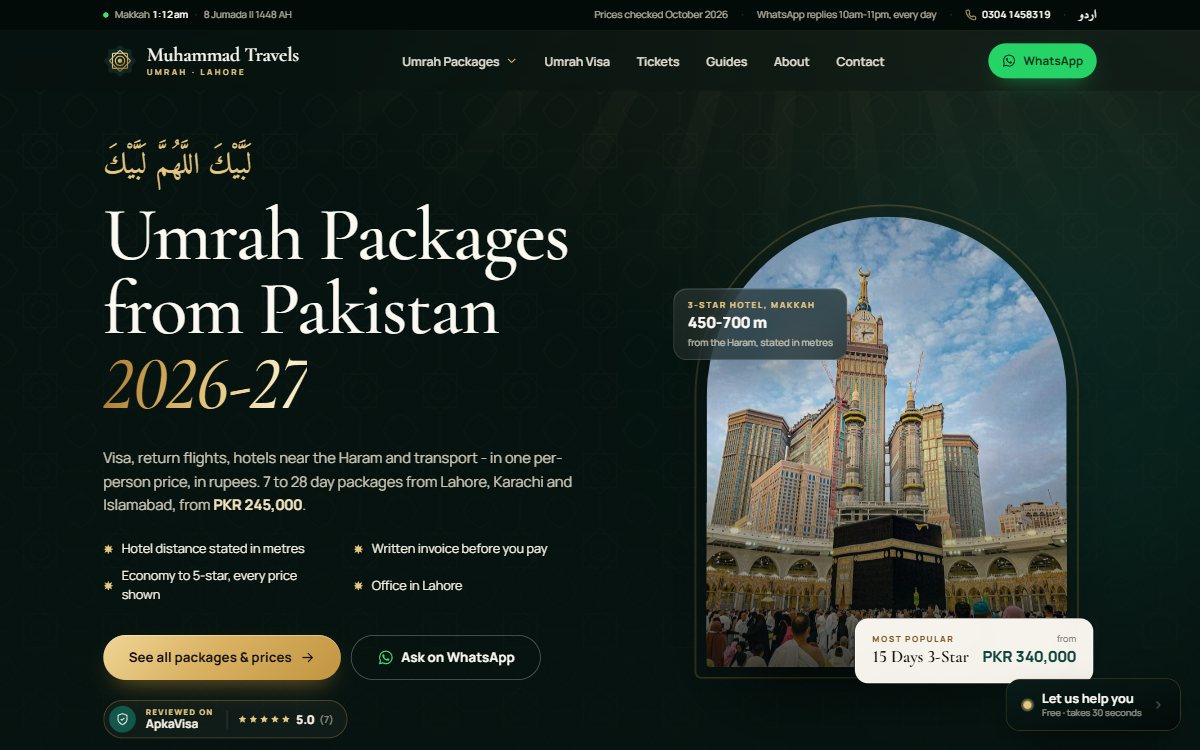 Makkah 1:12am · 8 Jumada II 1448 AH
Prices checked October 2026 · WhatsApp replies 10am-11pm, every day · 0304 1458319 · اردو
Muhammad Travels
UMRAH · LAHORE
Umrah Packages
Umrah Visa
Tickets
Guides
About
Contact
WhatsApp
لَبَّيْكَ اللَّهُمَّ لَبَّيْكَ
Umrah Packages
from Pakistan
2026-27
Visa, return flights, hotels near the Haram and transport - in one per-
person price, in rupees. 7 to 28 day packages from Lahore, Karachi and
Islamabad, from PKR 245,000.
Hotel distance stated in metres
Written invoice before you pay
Economy to 5-star, every price
shown
Office in Lahore
See all packages & prices →
Ask on WhatsApp
REVIEWED ON
ApkaVisa
★★★★★ 5.0 (7)
3-STAR HOTEL, MAKKAH
450-700 m
from the Haram, stated in metres
MOST POPULAR
from
15 Days 3-Star
PKR 340,000
Let us help you
Free · takes 30 seconds